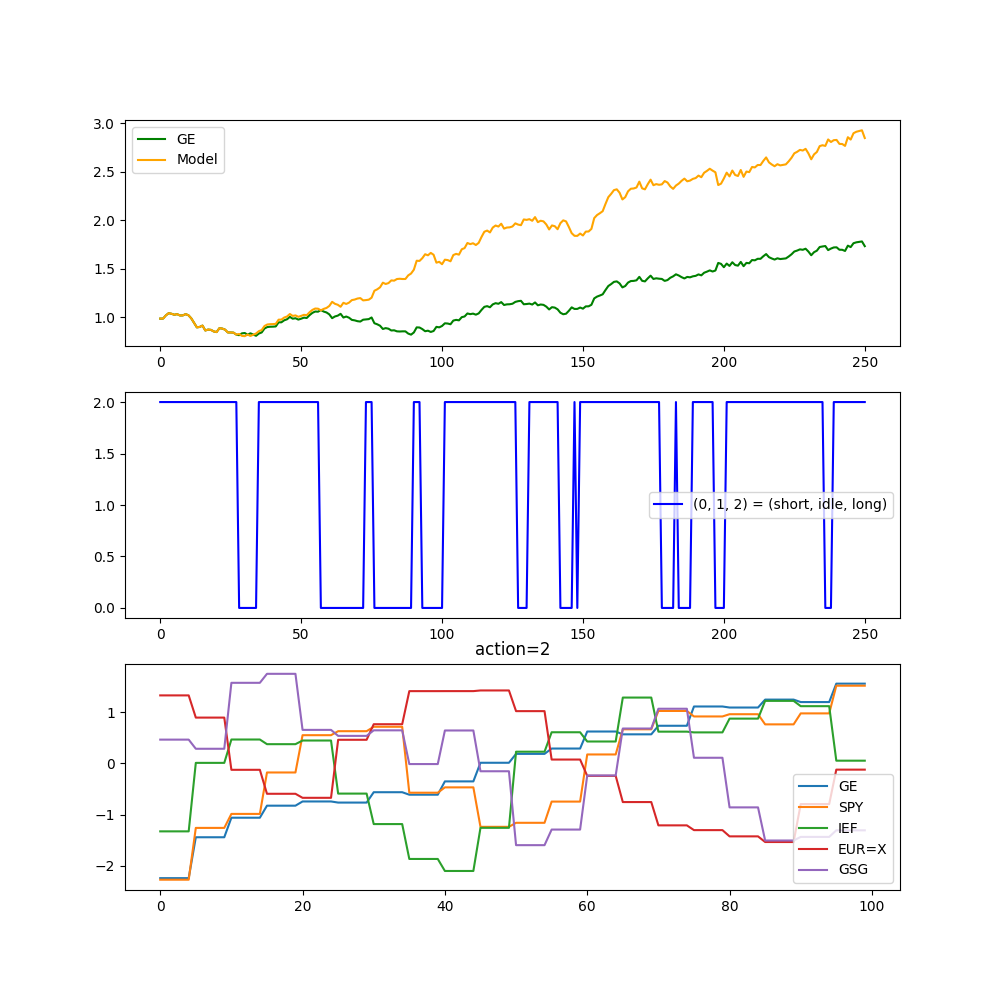 3.0
2.5
2.0
1.5
1.0
GE
Model
0 50 100 150 200 250
2.0
1.5
1.0
0.5
0.0
(0, 1, 2) = (short, idle, long)
0 50 100 150 200 250
action=2
1
0
−1
−2
GE
SPY
IEF
EUR=X
GSG
0 20 40 60 80 100